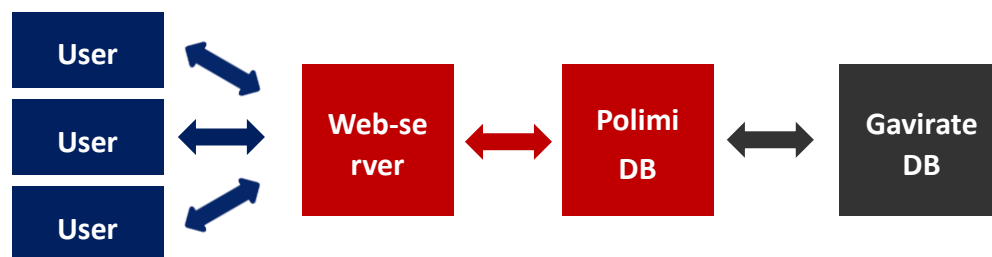 User
User
User
Web-se
rver
Polimi
DB
Gavirate
DB